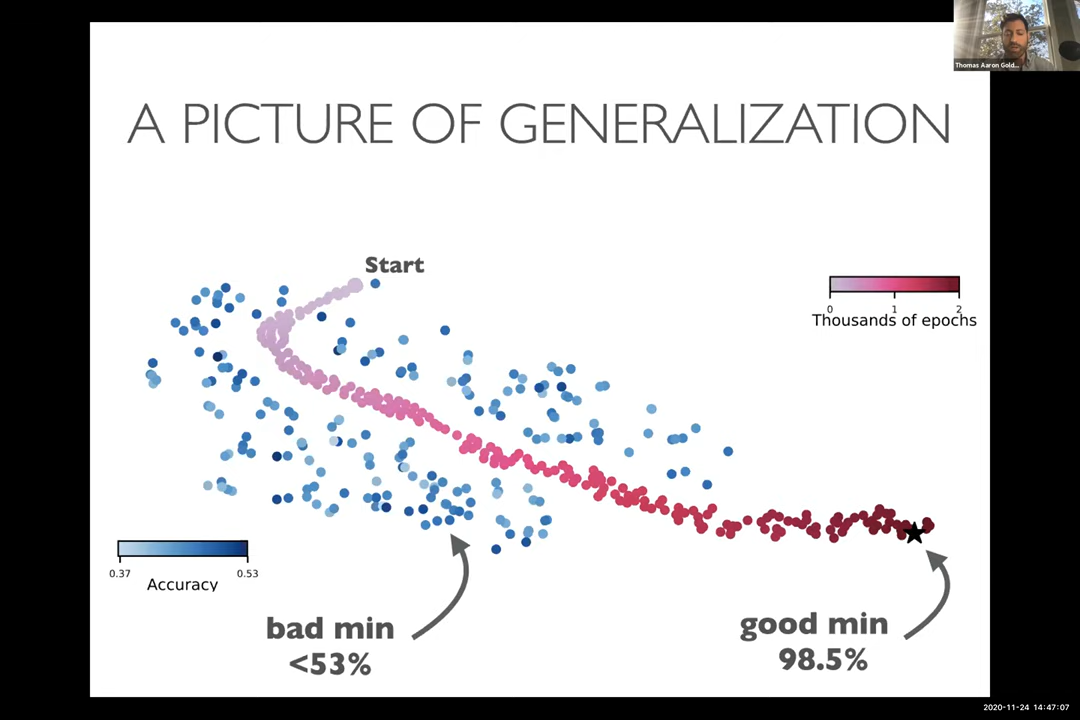 Thomas Aaron Gold...
A PICTURE OF GENERALIZATION
Start
0 1 2
Thousands of epochs
0.37 0.53
Accuracy
bad min
<53%
good min
98.5%
2020-11-24 14:47:07